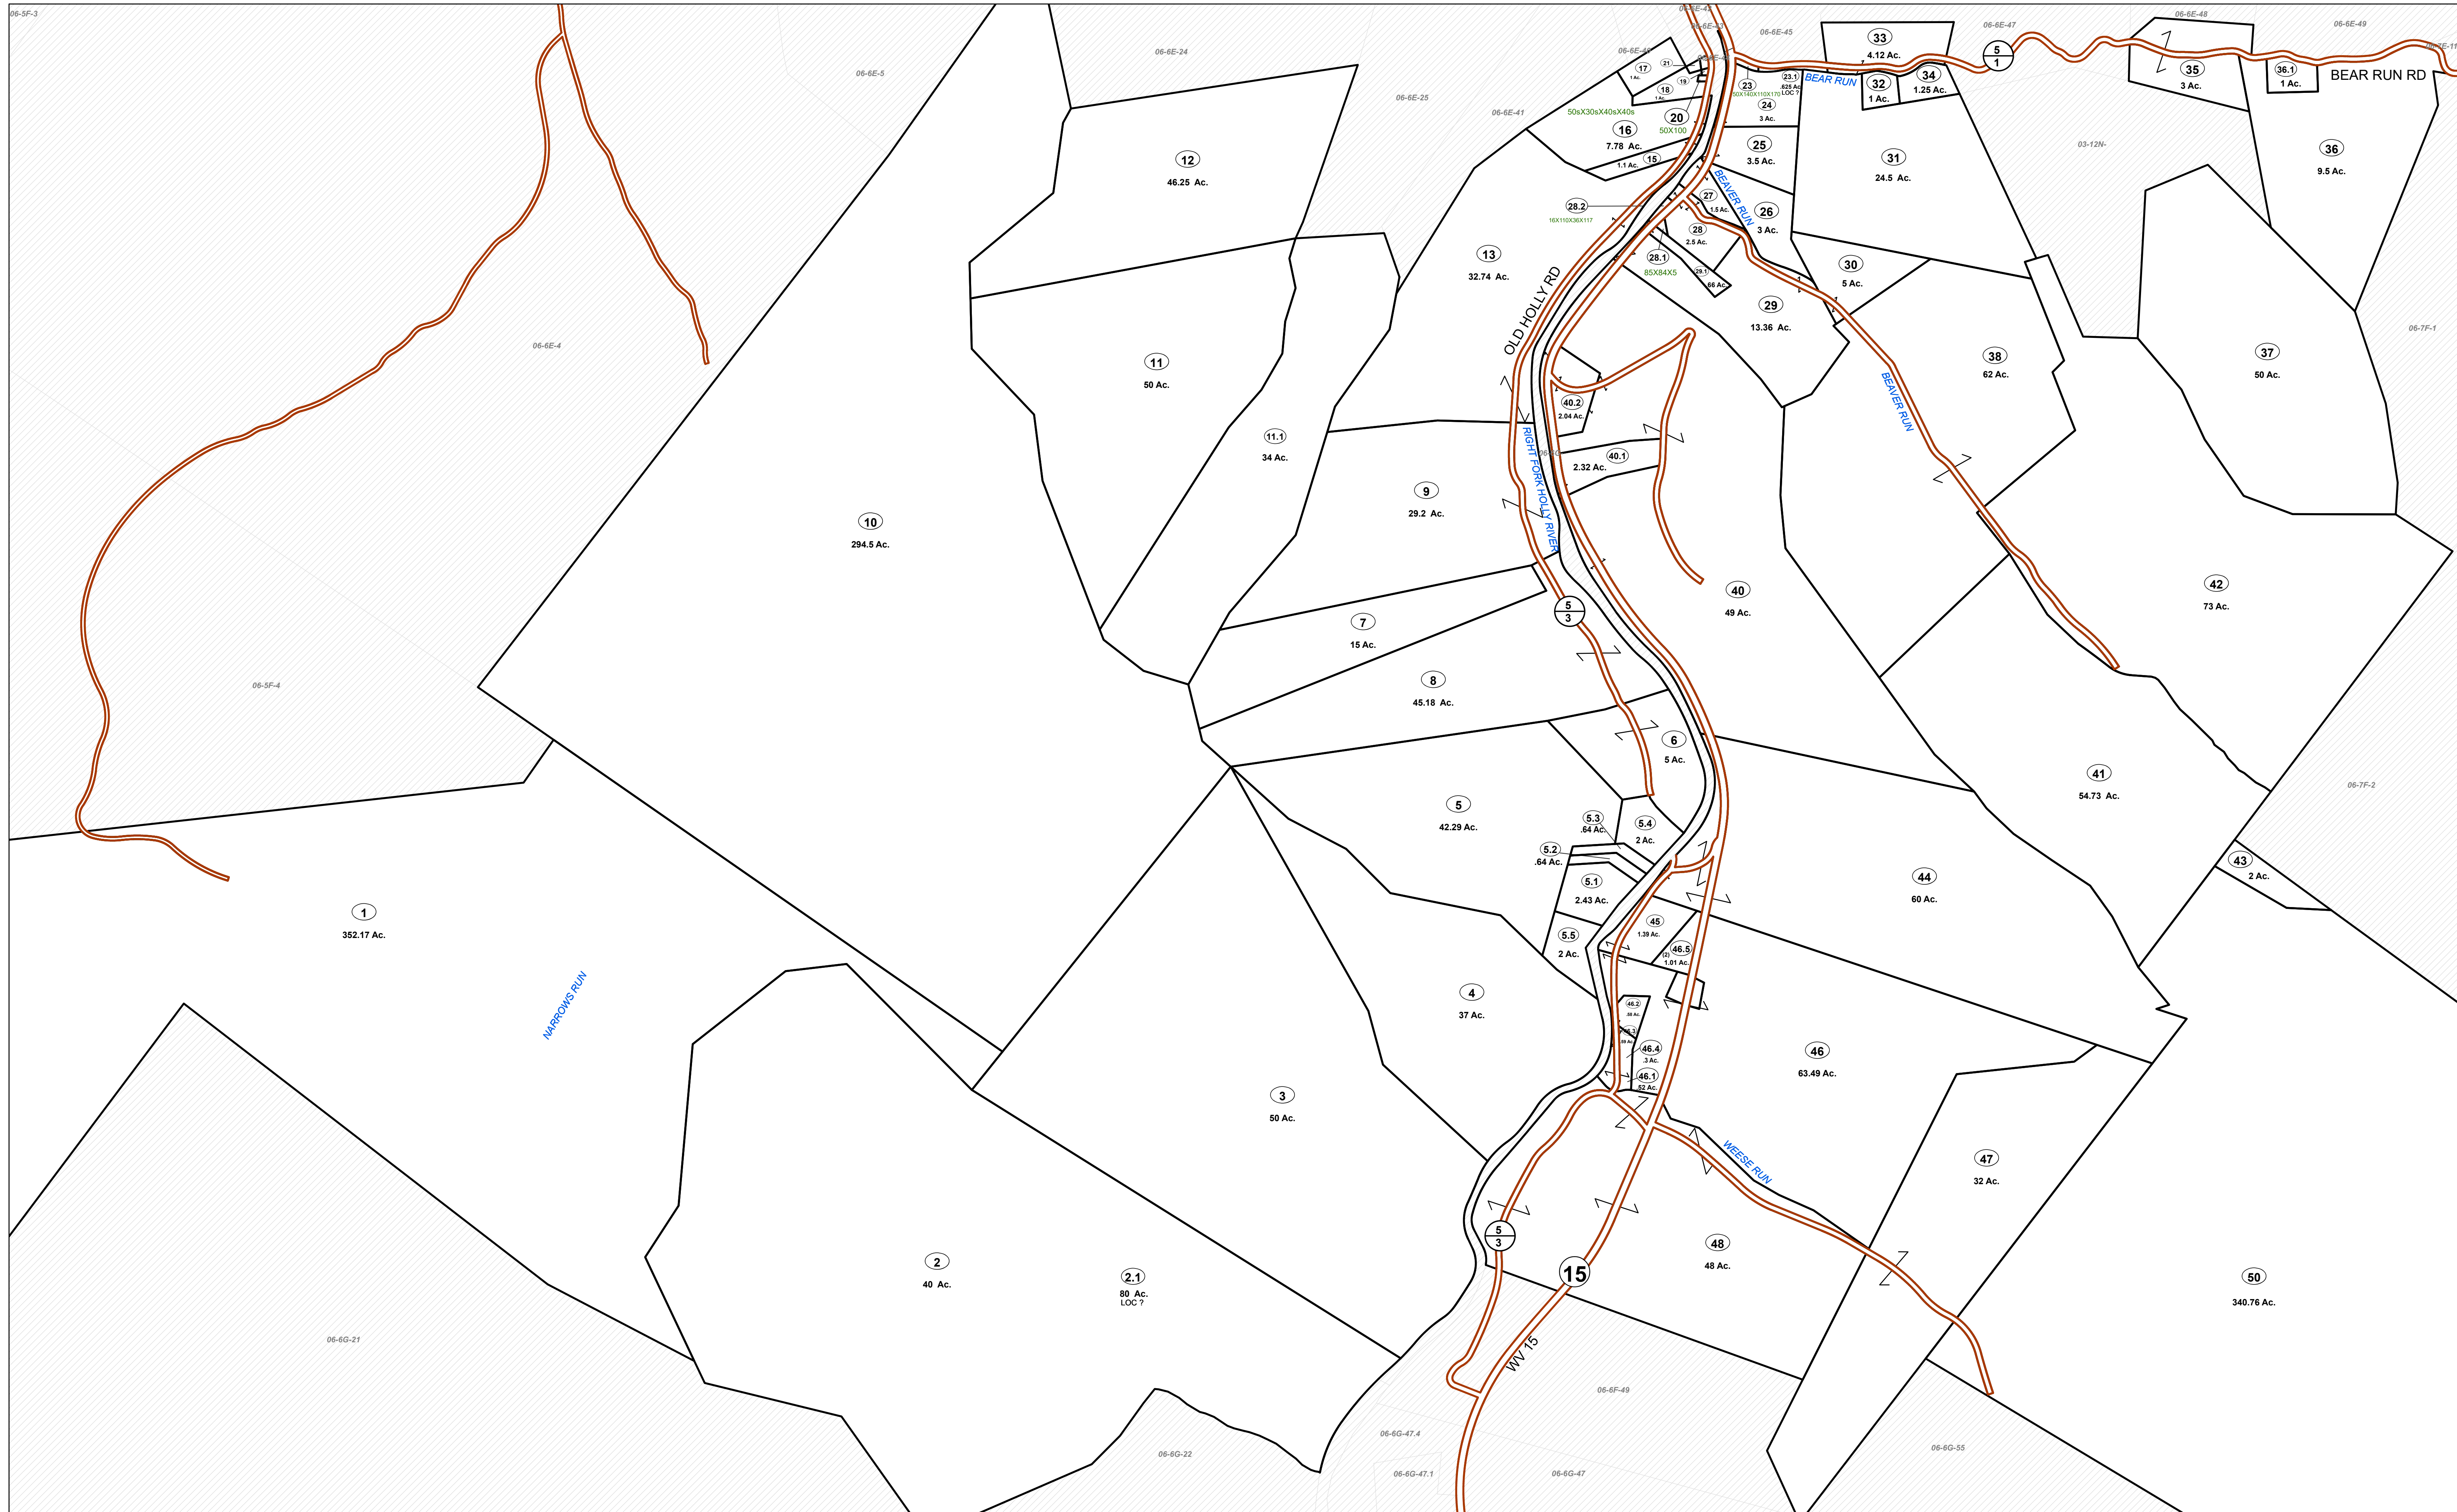 06-5F-3
06-6E-5
06-6E-24
06-6E-25
06-6E-41
06-6E-45
06-6E-47
06-6E-48
06-6E-49
03-12N-
06-7F-1
06-6E-4
06-5F-4
06-7F-2
33
4.12 Ac.
5
1
BEAR RUN RD
BEAR RUN
35
3 Ac.
36.1
1 Ac.
17
1 Ac.
21
19
18
1 Ac.
23
50X140X110X170
23.1
.625 Ac.
LOC ?
32
1 Ac.
34
1.25 Ac.
24
3 Ac.
50sX30sX40sX40s
20
50X100
16
7.78 Ac.
15
1.1 Ac.
25
3.5 Ac.
31
24.5 Ac.
36
9.5 Ac.
12
46.25 Ac.
BEAVER RUN
27
1.5 Ac.
26
3 Ac.
28.2
16X110X36X117
28
2.5 Ac.
28.1
85X84X5
29.1
.66 Ac.
13
32.74 Ac.
30
5 Ac.
29
13.36 Ac.
OLD HOLLY RD
11
50 Ac.
38
62 Ac.
37
50 Ac.
BEAVER RUN
40.2
2.04 Ac.
11.1
34 Ac.
40.1
2.32 Ac.
RIGHT FORK HOLLY RIVER
9
29.2 Ac.
10
294.5 Ac.
5
3
40
49 Ac.
42
73 Ac.
7
15 Ac.
8
45.18 Ac.
6
5 Ac.
41
54.73 Ac.
5
42.29 Ac.
5.3
.64 Ac.
5.4
2 Ac.
5.2
.64 Ac.
43
2 Ac.
5.1
2.43 Ac.
44
60 Ac.
1
352.17 Ac.
45
1.39 Ac.
5.5
2 Ac.
46.5
(2)
1.01 Ac.
NARROWS RUN
4
37 Ac.
46.2
.88 Ac.
46.4
.3 Ac.
46.1
.52 Ac.
46
63.49 Ac.
3
50 Ac.
WEESE RUN
47
32 Ac.
5
3
48
48 Ac.
2
40 Ac.
2.1
80 Ac.
LOC ?
15
50
340.76 Ac.
WV 15
06-6G-21
06-6F-49
06-6G-22
06-6G-47.4
06-6G-47.1
06-6G-47
06-6G-55